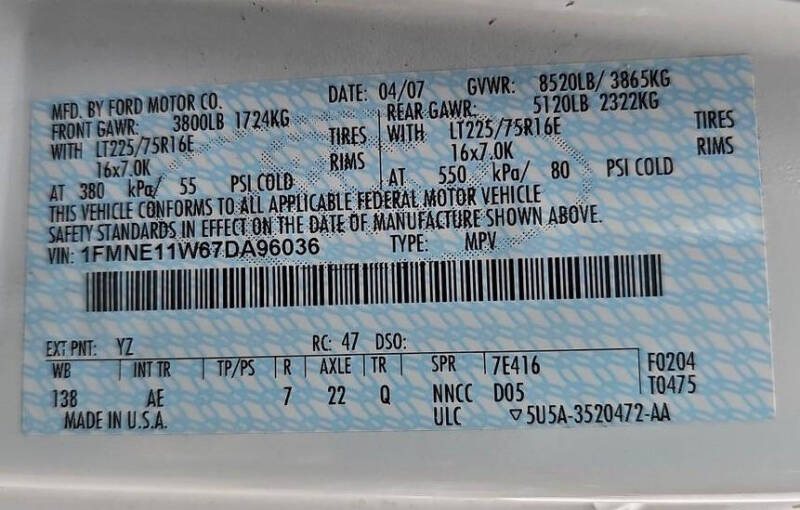 MFD. BY FORD MOTOR CO. DATE: 04/07 GVWR: 8520LB/ 3865KG
FRONT GAWR: 3800LB 1724KG REAR GAWR: 5120LB 2322KG
WITH LT225/75R16E TIRES WITH LT225/75R16E TIRES
16x7.0K RIMS 16x7.0K RIMS
AT 380 kPa/ 55 PSI COLD AT 550 kPa/ 80 PSI COLD
THIS VEHICLE CONFORMS TO ALL APPLICABLE FEDERAL MOTOR VEHICLE
SAFETY STANDARDS IN EFFECT ON THE DATE OF MANUFACTURE SHOWN ABOVE.
VIN: 1FMNE11W67DA96036 TYPE: MPV
EXT PNT: YZ RC: 47 DSO:
WB INT TR TP/PS R AXLE TR SPR 7E416 F0204
138 AE 7 22 Q NNCC D05 T0475
MADE IN U.S.A. ULC ▽5U5A-3520472-AA